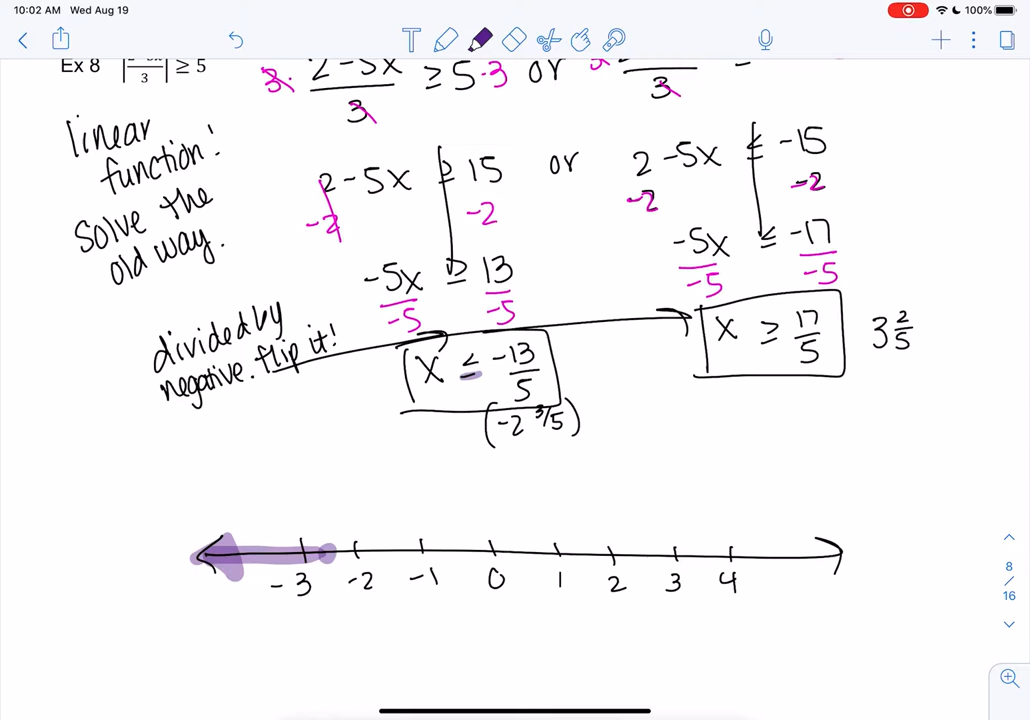 10:02 AM Wed Aug 19
100%
Ex 8 | /3| ≥ 5
3· (2 - 5x)/3 ≥ 5·3 or
3
linear
function!
solve the
old way.
2 - 5x ≥ 15 or 2 - 5x ≤ -15
-2 -2 -2 -2
-5x ≥ 13 -5x ≤ -17
-5 -5 -5 -5
divided by
negative. flip it!
x ≤ -13/5 x ≥ 17/5 3 2/5
(-2 3/5)
-3 -2 -1 0 1 2 3 4
8
/
16